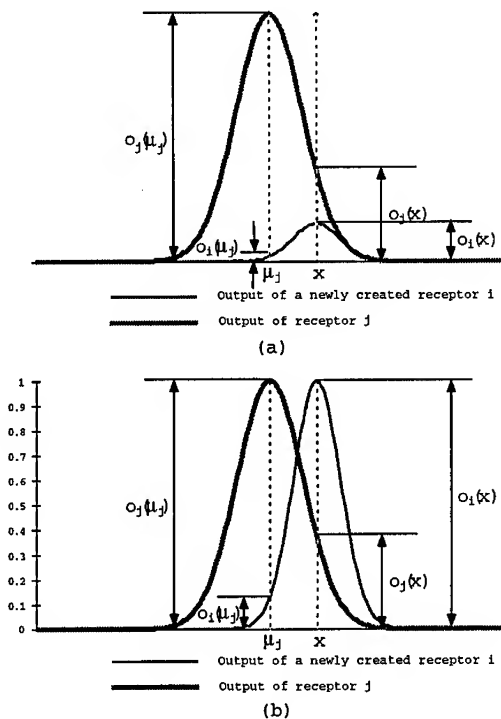 oj(μj)
oi(μj)
oj(x)
oi(x)
μj
x
Output of a newly created receptor i
Output of receptor j
(a)
1
0.9
0.8
0.7
0.6
0.5
0.4
0.3
0.2
0.1
0
oj(μj)
oi(x)
oj(x)
oi(μj)
μj
x
Output of a newly created receptor i
Output of receptor j
(b)